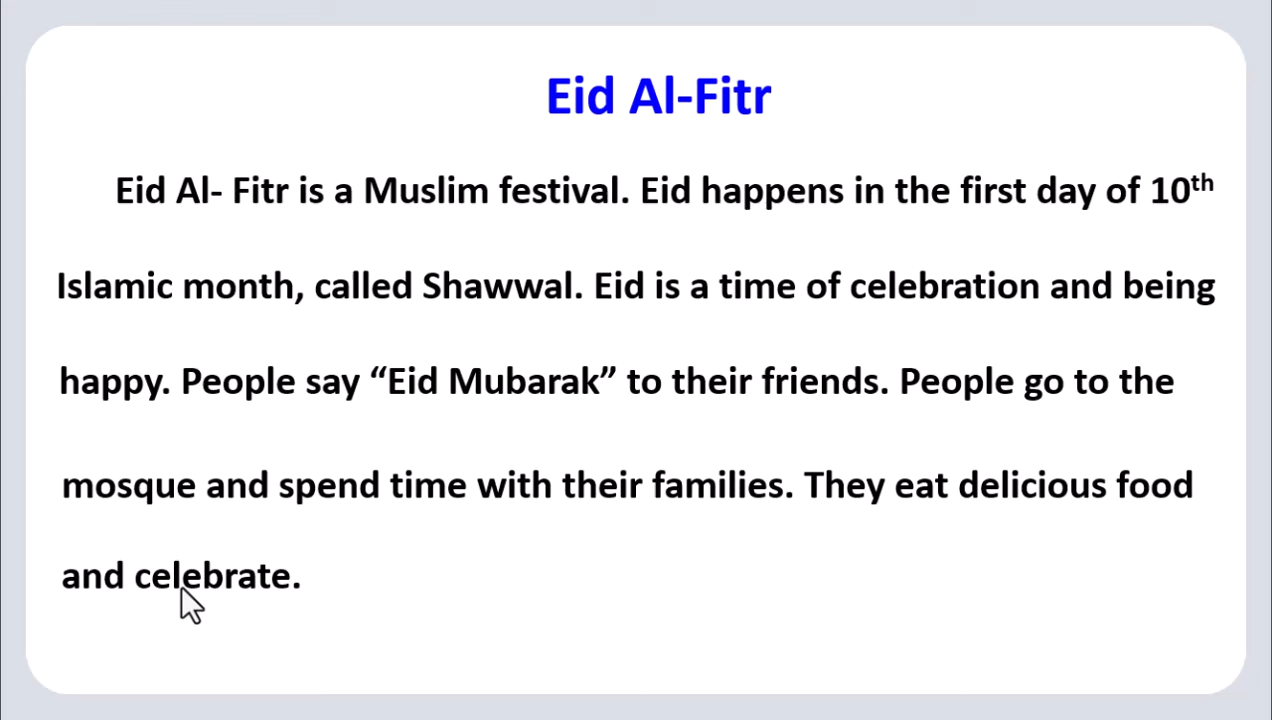 Eid Al-Fitr
Eid Al- Fitr is a Muslim festival. Eid happens in the first day of 10th
Islamic month, called Shawwal. Eid is a time of celebration and being
happy. People say “Eid Mubarak” to their friends. People go to the
mosque and spend time with their families. They eat delicious food
and celebrate.